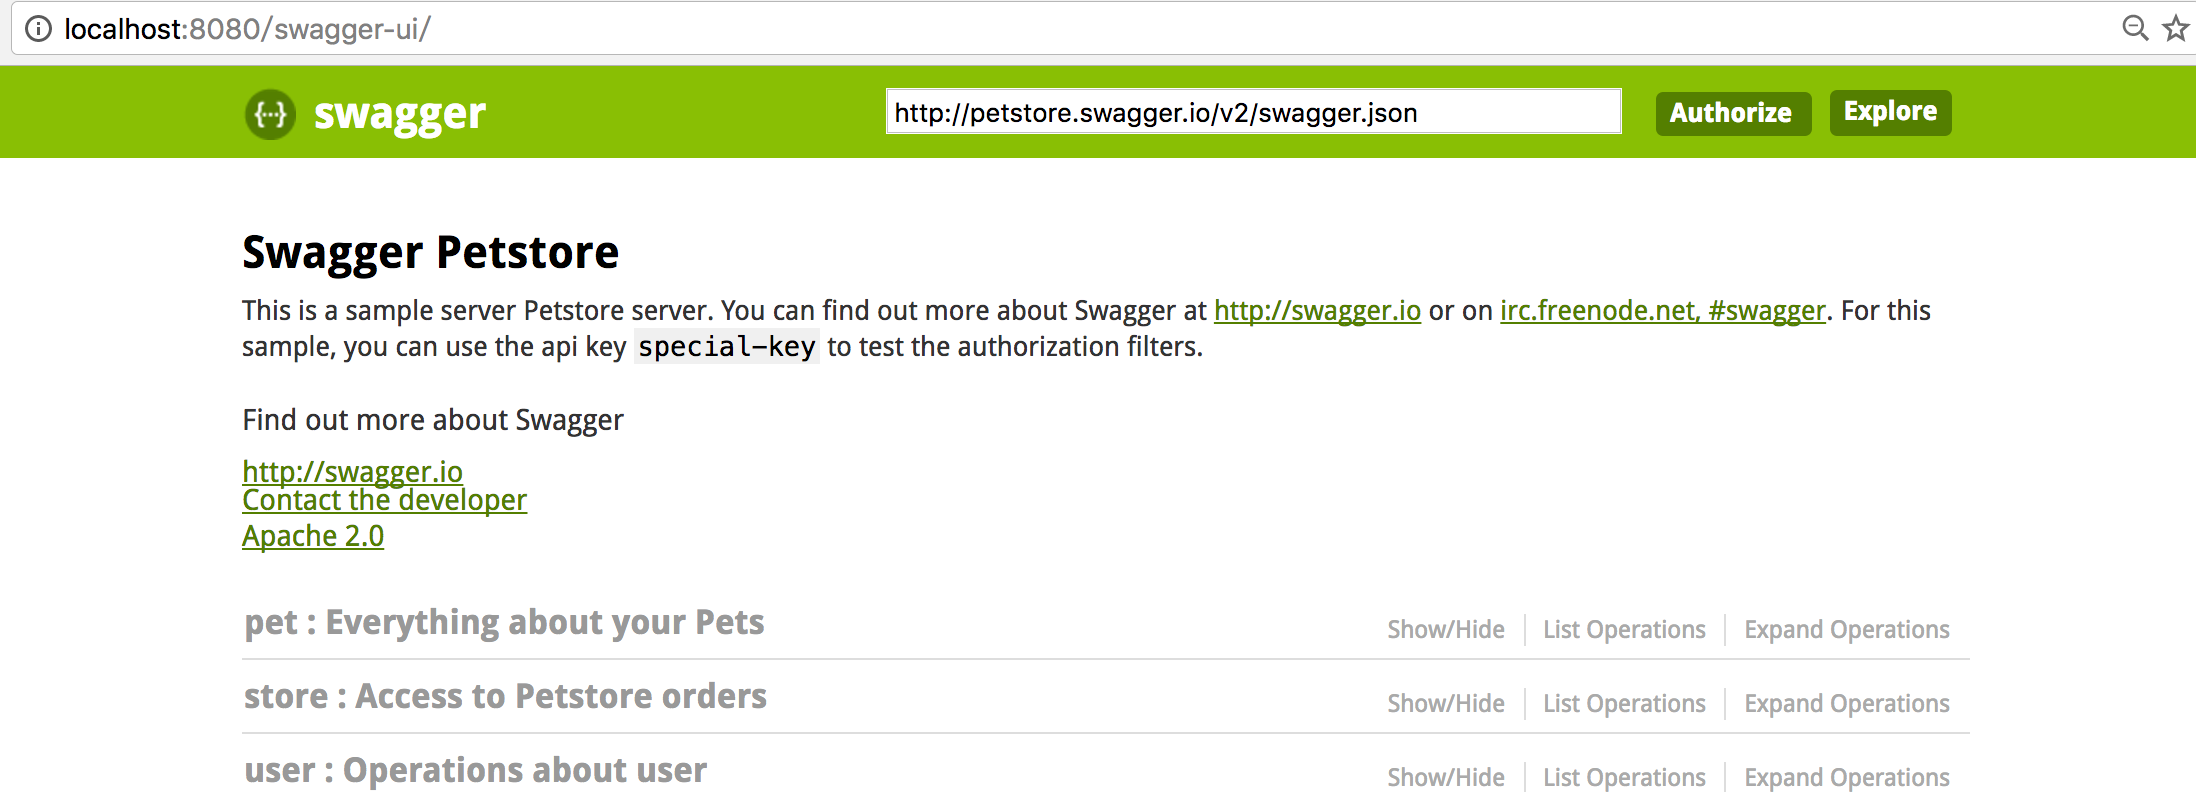 localhost:8080/swagger-ui/
{···} swagger http://petstore.swagger.io/v2/swagger.json Authorize Explore
Swagger Petstore
This is a sample server Petstore server. You can find out more about Swagger at http://swagger.io or on irc.freenode.net, #swagger. For this
sample, you can use the api key special-key to test the authorization filters.
Find out more about Swagger
http://swagger.io
Contact the developer
Apache 2.0
pet : Everything about your Pets Show/Hide List Operations Expand Operations
store : Access to Petstore orders Show/Hide List Operations Expand Operations
user : Operations about user Show/Hide List Operations Expand Operations